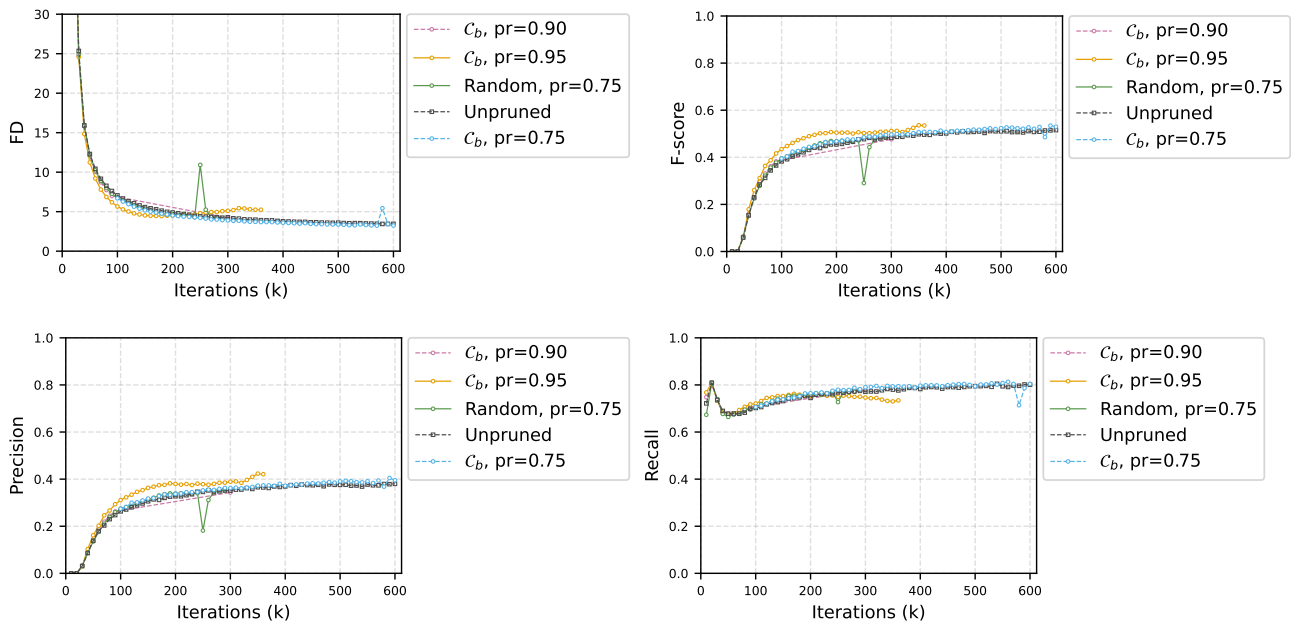 30
25
20
15
10
5
0
FD
0 100 200 300 400 500 600
Iterations (k)
𝒞b, pr=0.90
𝒞b, pr=0.95
Random, pr=0.75
Unpruned
𝒞b, pr=0.75
1.0
0.8
0.6
0.4
0.2
0.0
F-score
0 100 200 300 400 500 600
Iterations (k)
𝒞b, pr=0.90
𝒞b, pr=0.95
Random, pr=0.75
Unpruned
𝒞b, pr=0.75
1.0
0.8
0.6
0.4
0.2
0.0
Precision
0 100 200 300 400 500 600
Iterations (k)
𝒞b, pr=0.90
𝒞b, pr=0.95
Random, pr=0.75
Unpruned
𝒞b, pr=0.75
1.0
0.8
0.6
0.4
0.2
0.0
Recall
0 100 200 300 400 500 600
Iterations (k)
𝒞b, pr=0.90
𝒞b, pr=0.95
Random, pr=0.75
Unpruned
𝒞b, pr=0.75